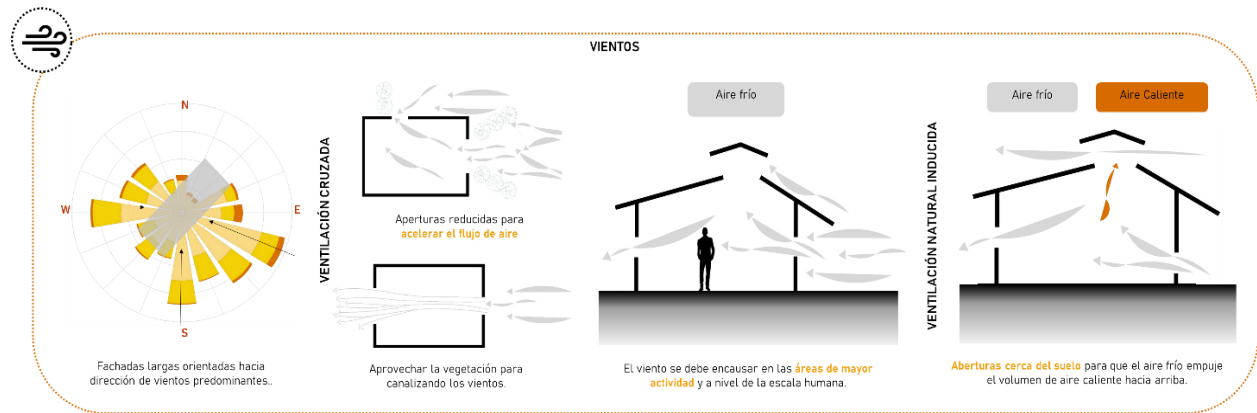 VIENTOS
N
W
E
S
Fachadas largas orientadas hacia
dirección de vientos predominantes..
VENTILACIÓN CRUZADA
Aperturas reducidas para
acelerar el flujo de aire
Aprovechar la vegetación para
canalizando los vientos.
Aire frío
El viento se debe encausar en las áreas de mayor
actividad y a nivel de la escala humana.
VENTILACIÓN NATURAL INDUCIDA
Aire frío
Aire Caliente
Aberturas cerca del suelo para que el aire frío empuje
el volumen de aire caliente hacia arriba.